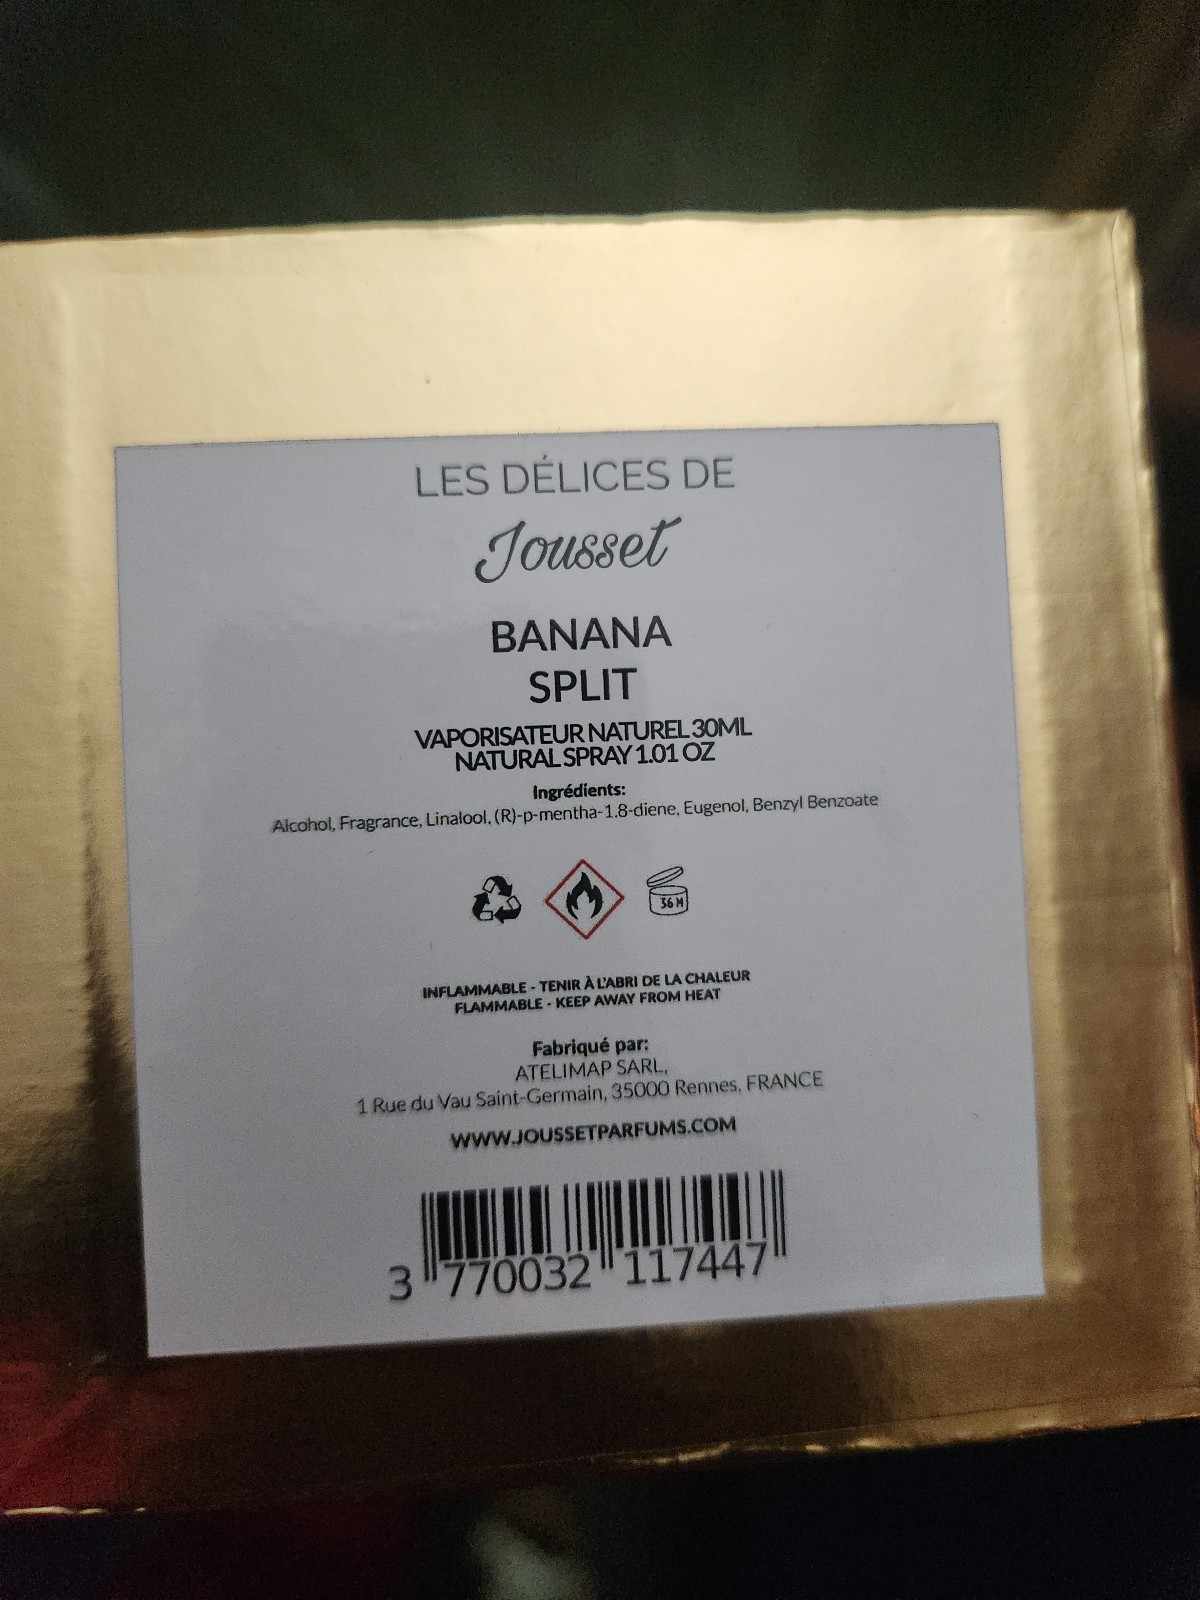 LES DÉLICES DE
Jousset
BANANA
SPLIT
VAPORISATEUR NATUREL 30ML
NATURAL SPRAY 1.01 OZ
Ingrédients:
Alcohol, Fragrance, Linalool, (R)-p-mentha-1.8-diene, Eugenol, Benzyl Benzoate
36 M
INFLAMMABLE - TENIR À L'ABRI DE LA CHALEUR
FLAMMABLE - KEEP AWAY FROM HEAT
Fabriqué par:
ATELIMAP SARL,
1 Rue du Vau Saint-Germain, 35000 Rennes, FRANCE
WWW.JOUSSETPARFUMS.COM
3 770032 117447